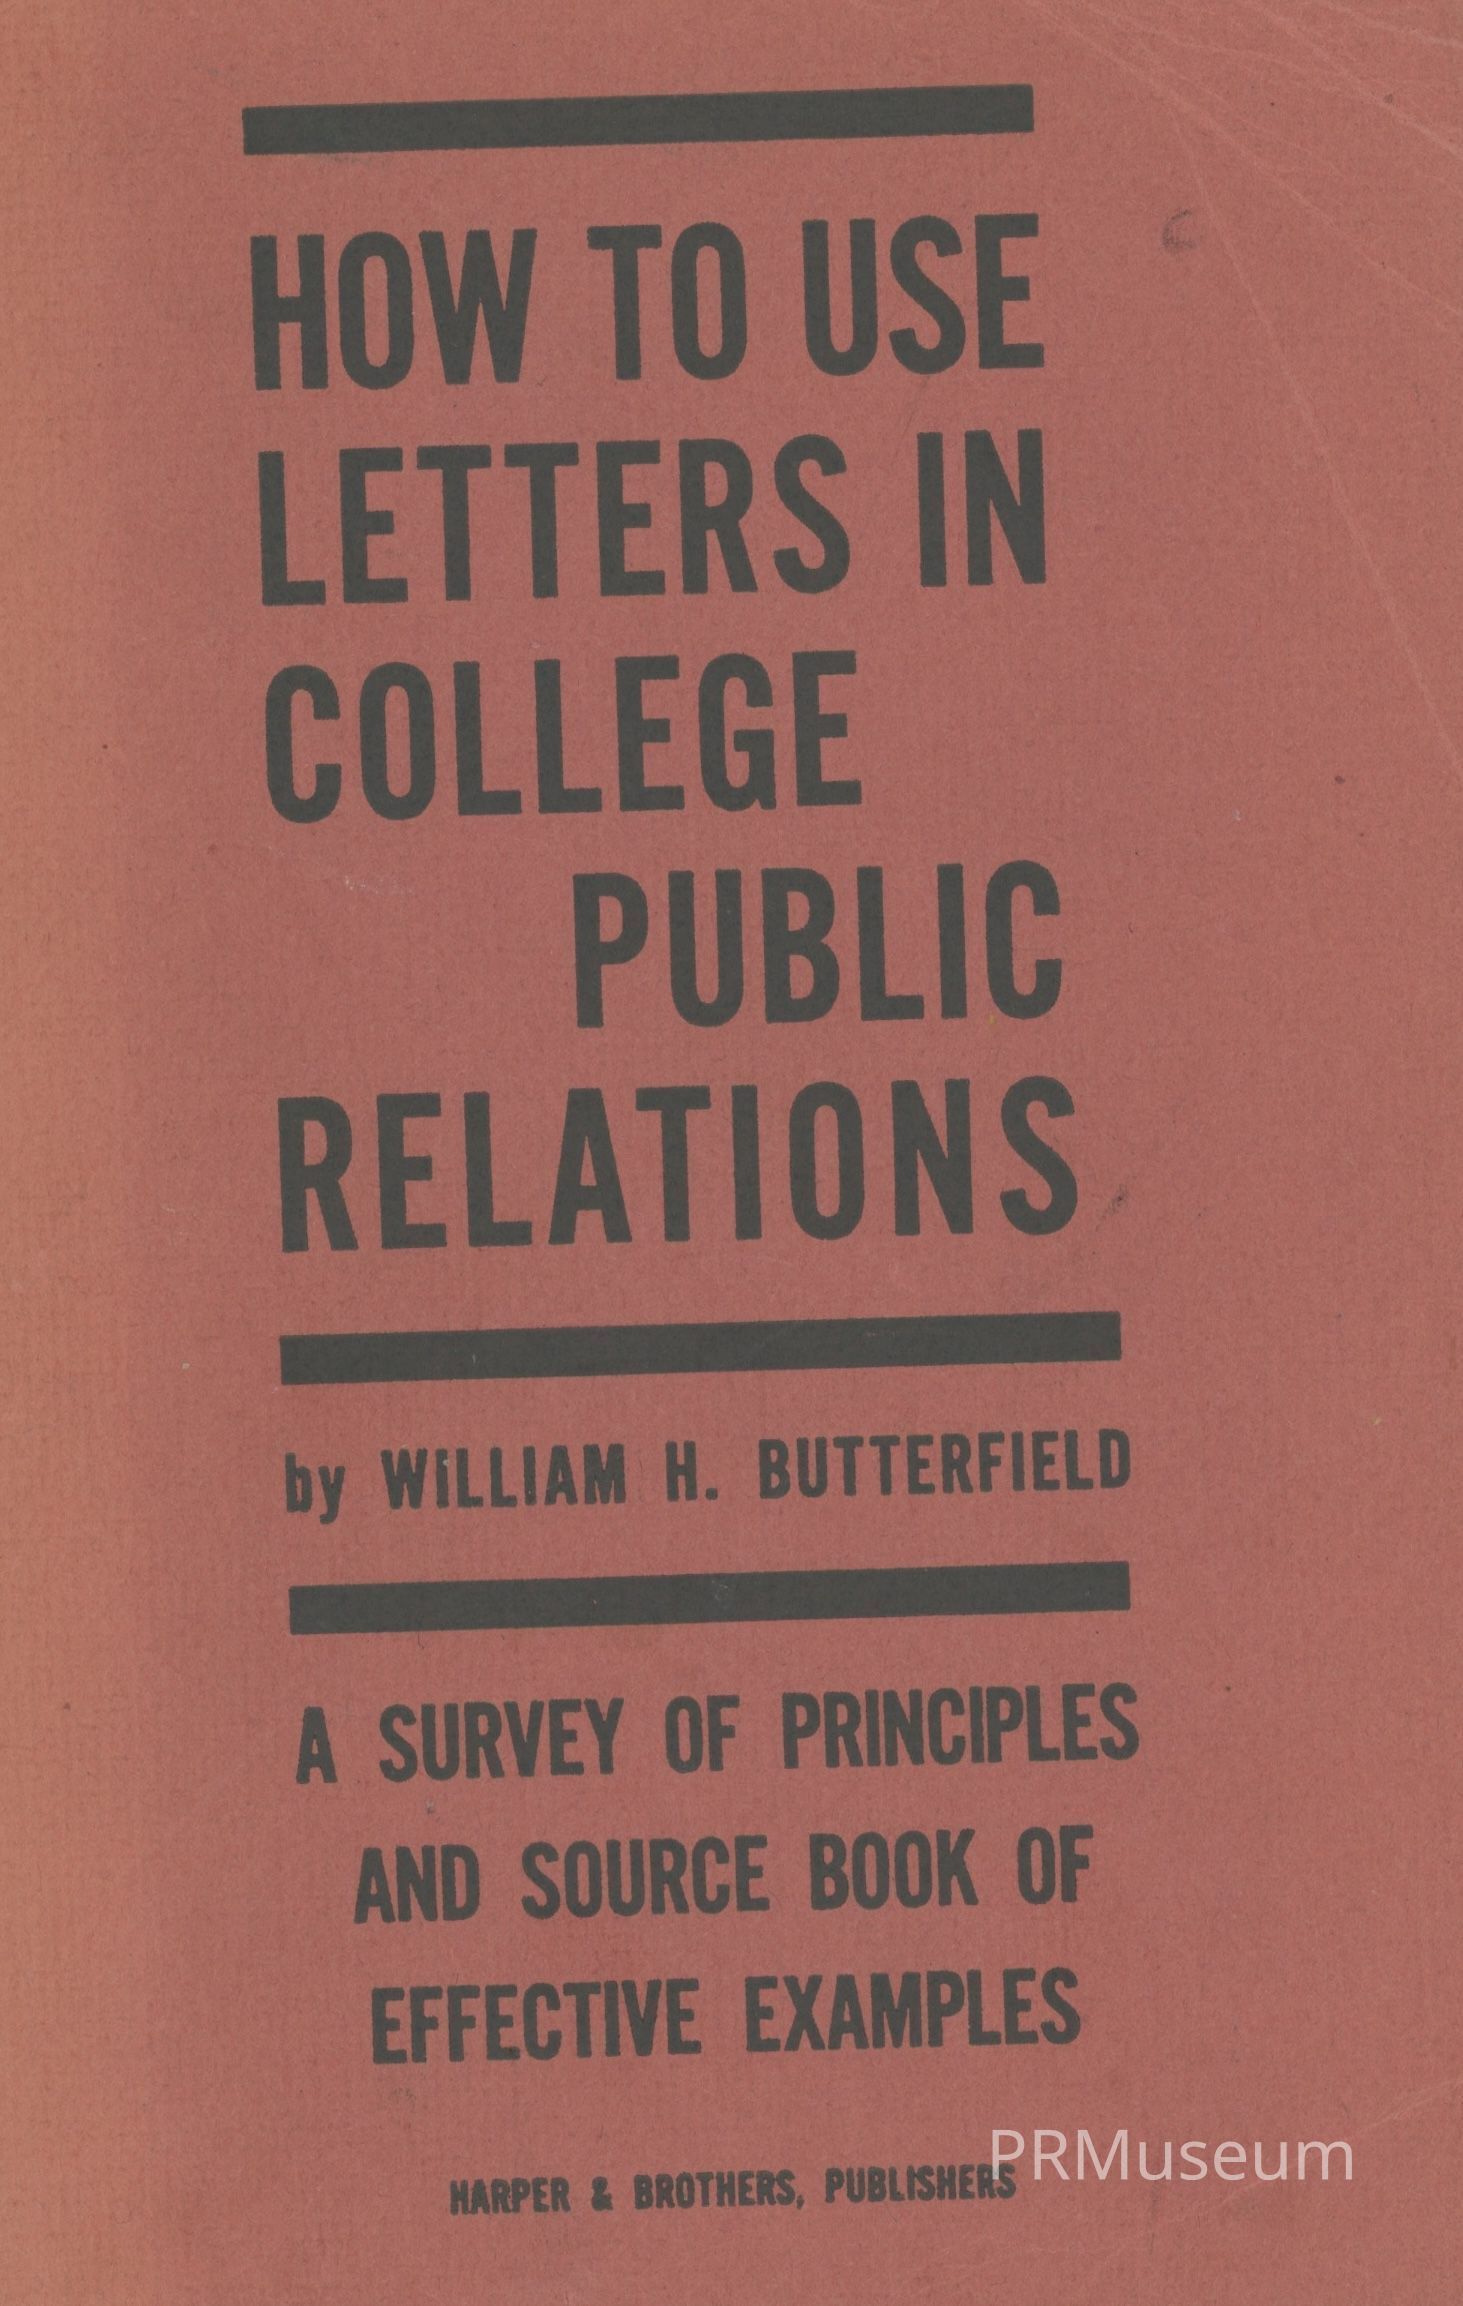 HOW TO USE
LETTERS IN
COLLEGE
PUBLIC
RELATIONS
by WILLIAM H. BUTTERFIELD
A SURVEY OF PRINCIPLES
AND SOURCE BOOK OF
EFFECTIVE EXAMPLES
HARPER & BROTHERS, PUBLISHERS
PRMuseum